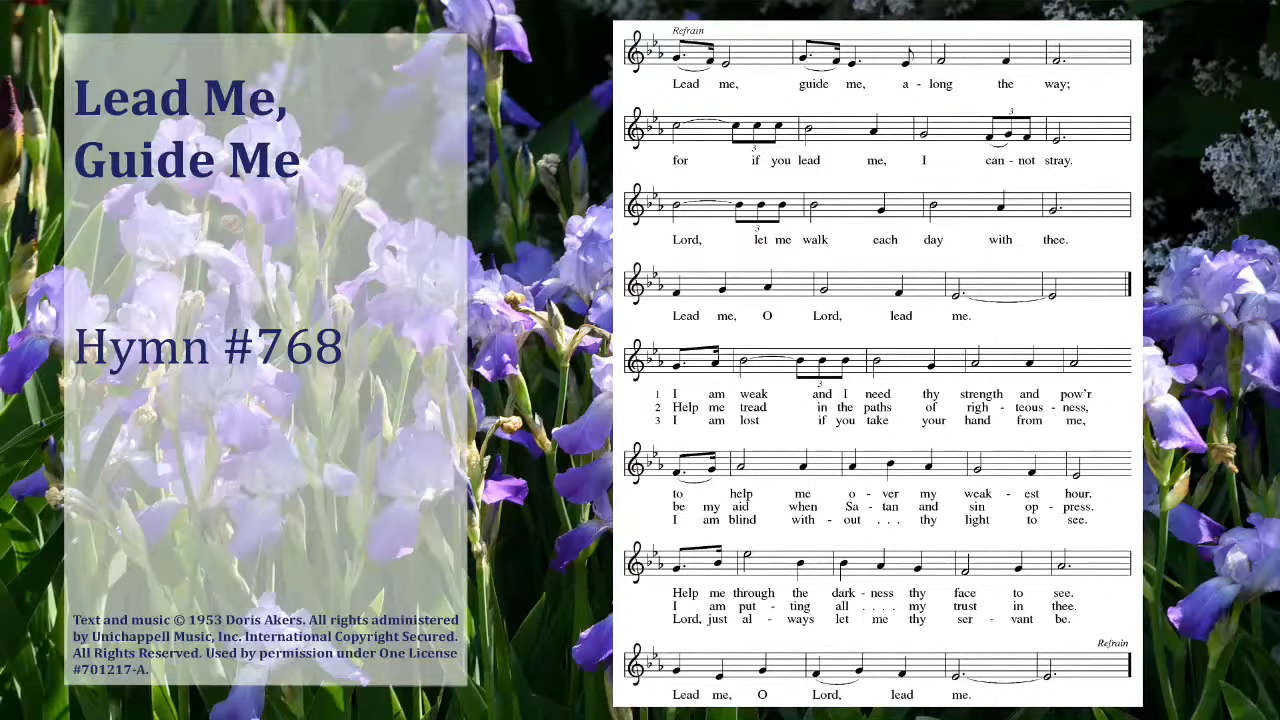 Lead Me,
Guide Me
Hymn #768
Text and music © 1953 Doris Akers. All rights administered
by Unichappell Music, Inc. International Copyright Secured.
All Rights Reserved. Used by permission under One License
#701217-A.
Refrain
Lead me, guide me, a - long the way;
3
for if you lead me, I can - not stray.
3
Lord, let me walk each day with thee.
3
Lead me, O Lord, lead me.
3
1 I am weak and I need thy strength and pow'r
2 Help me tread in the paths of righ - teous - ness,
3 I am lost if you take your hand from me,
to help me o - ver my weak - est hour.
be my aid when Sa - tan and sin op - press.
I am blind with - out . . . thy light to see.
Help me through the dark - ness thy face to see.
I am put - ting all . . . . my trust in thee.
Lord, just al - ways let me thy ser - vant be.
Refrain
Lead me, O Lord, lead me.